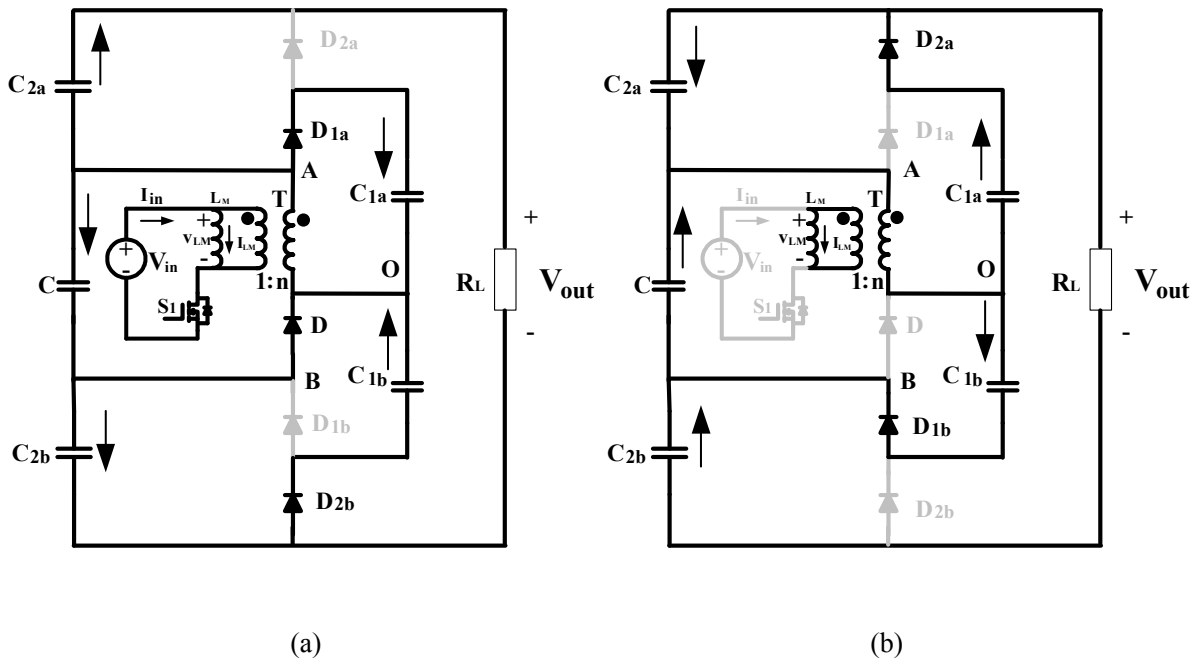 D2a
C2a
D1a
A
C1a
Iin
LM
T
+
vLM
-
ILM
+
-
Vin
O
1:n
C
S1
D
C1b
B
D1b
C2b
D2b
RL
+
Vout
-
(a)
D2a
C2a
D1a
A
C1a
Iin
LM
T
+
vLM
-
ILM
+
-
Vin
O
1:n
C
S1
D
C1b
B
D1b
C2b
D2b
RL
+
Vout
-
(b)